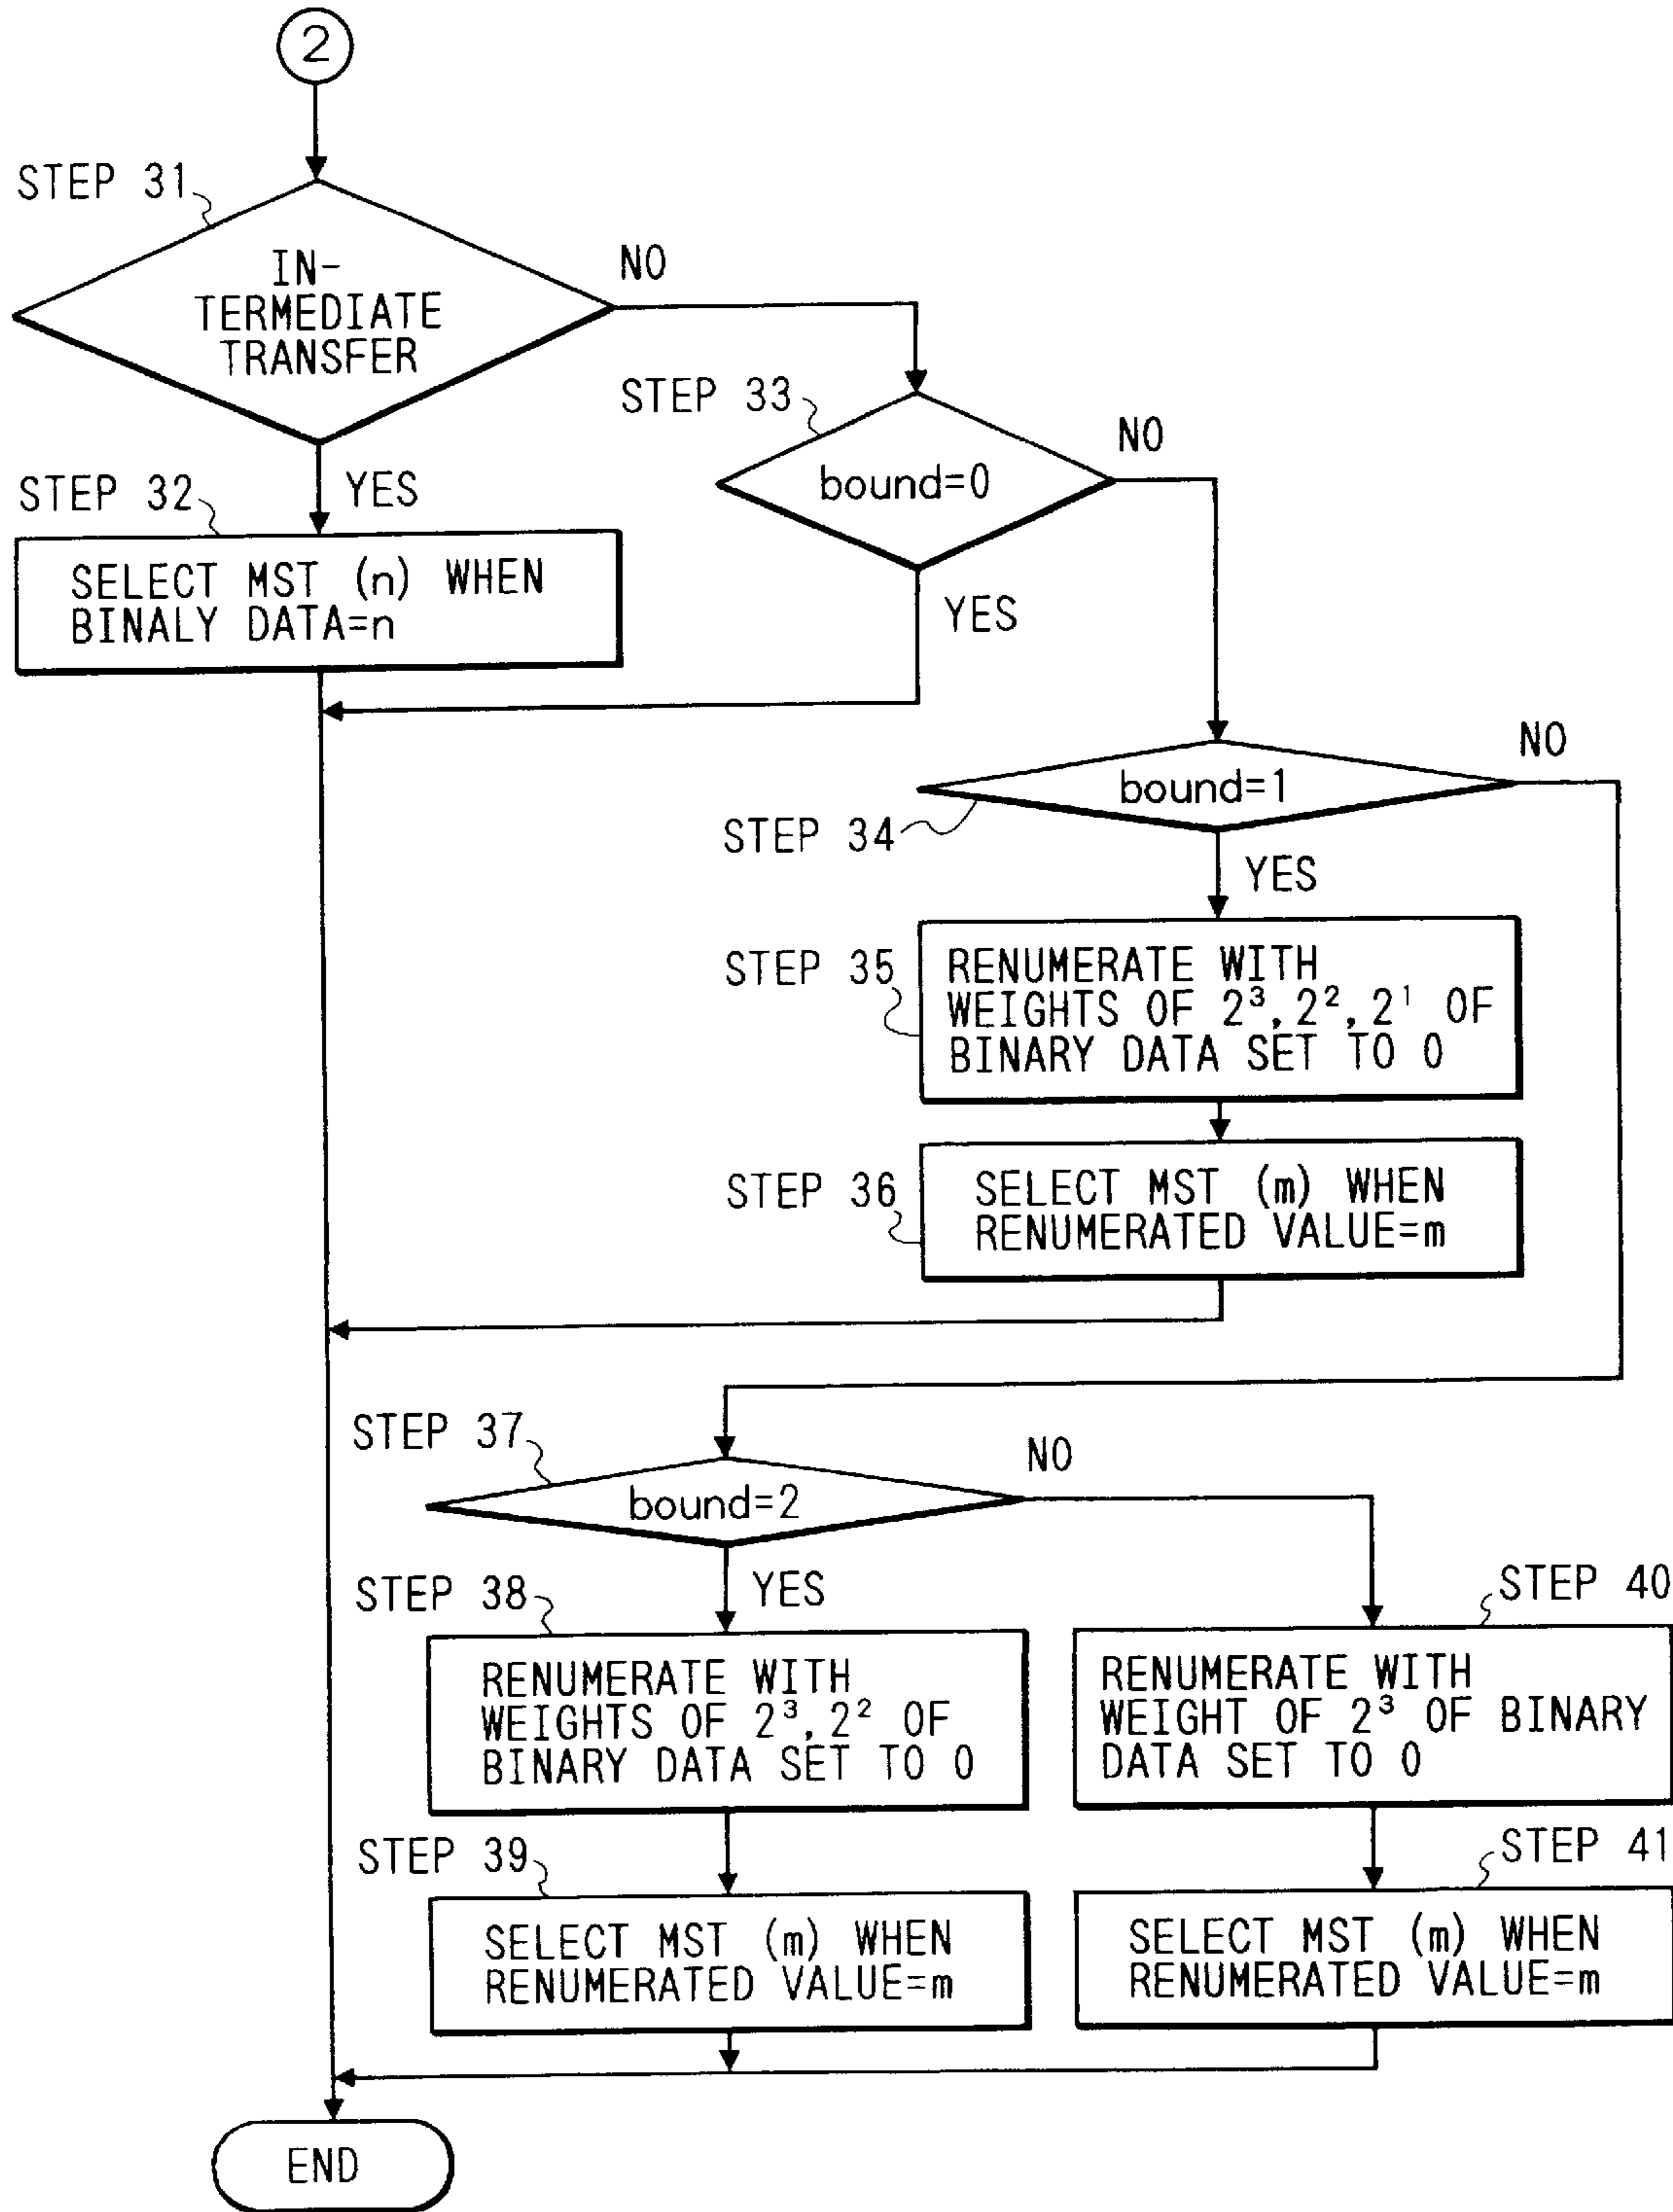 2
STEP 31
IN-
TERMEDIATE
TRANSFER
NO
STEP 33
bound=0
NO
STEP 32
YES
SELECT MST (n) WHEN
BINALY DATA=n
YES
bound=1
NO
STEP 34
YES
STEP 35
RENUMERATE WITH
WEIGHTS OF 2³, 2², 2¹ OF
BINARY DATA SET TO 0
STEP 36
SELECT MST (m) WHEN
RENUMERATED VALUE=m
STEP 37
bound=2
NO
STEP 38
YES
RENUMERATE WITH
WEIGHTS OF 2³, 2² OF
BINARY DATA SET TO 0
STEP 40
RENUMERATE WITH
WEIGHT OF 2³ OF BINARY
DATA SET TO 0
STEP 39
SELECT MST (m) WHEN
RENUMERATED VALUE=m
STEP 41
SELECT MST (m) WHEN
RENUMERATED VALUE=m
END